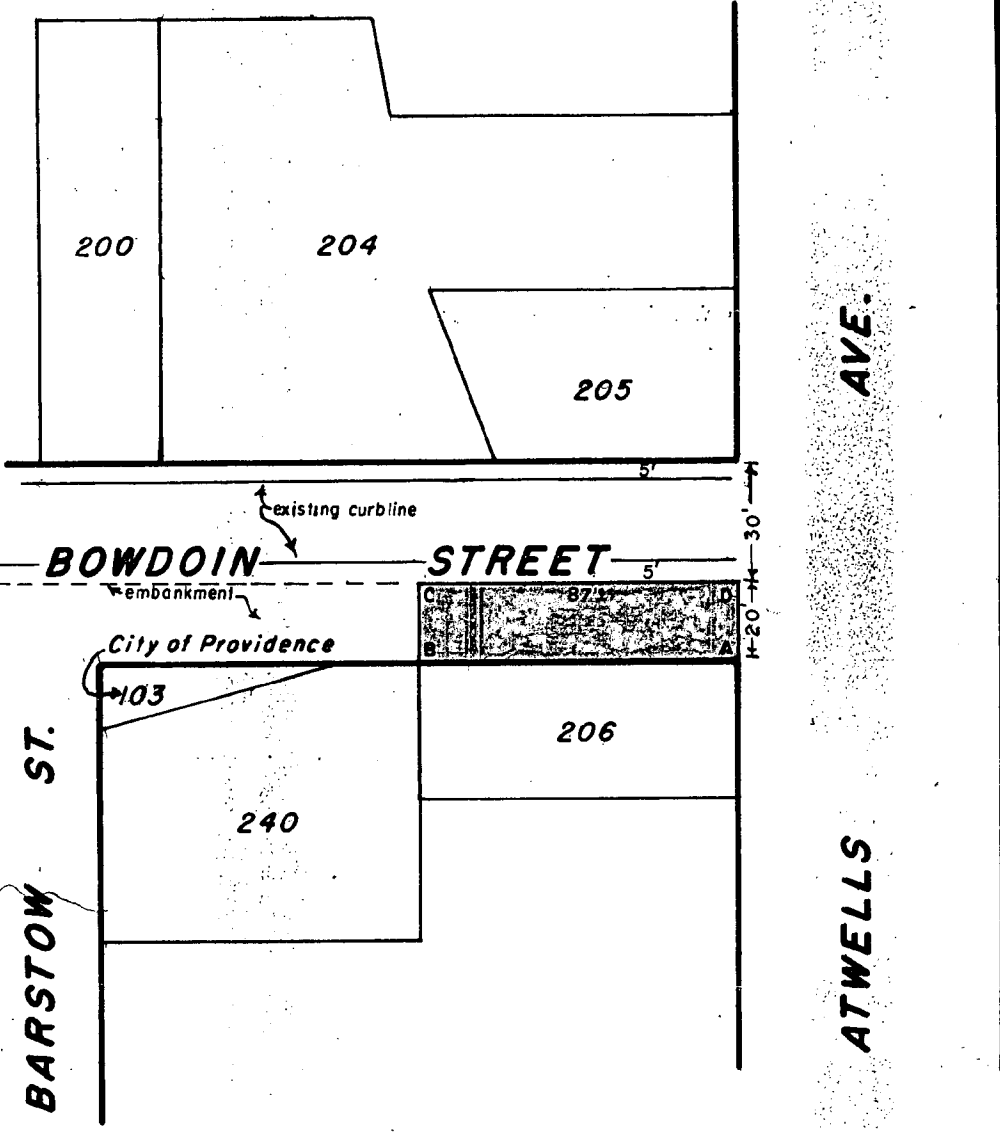 200
204
205
AVE.
5'
existing curbline
30'
BOWDOIN STREET
5'
embankment
C
D
20'
B
A
City of Providence
103
ST.
206
240
BARSTOW
ATWELLS